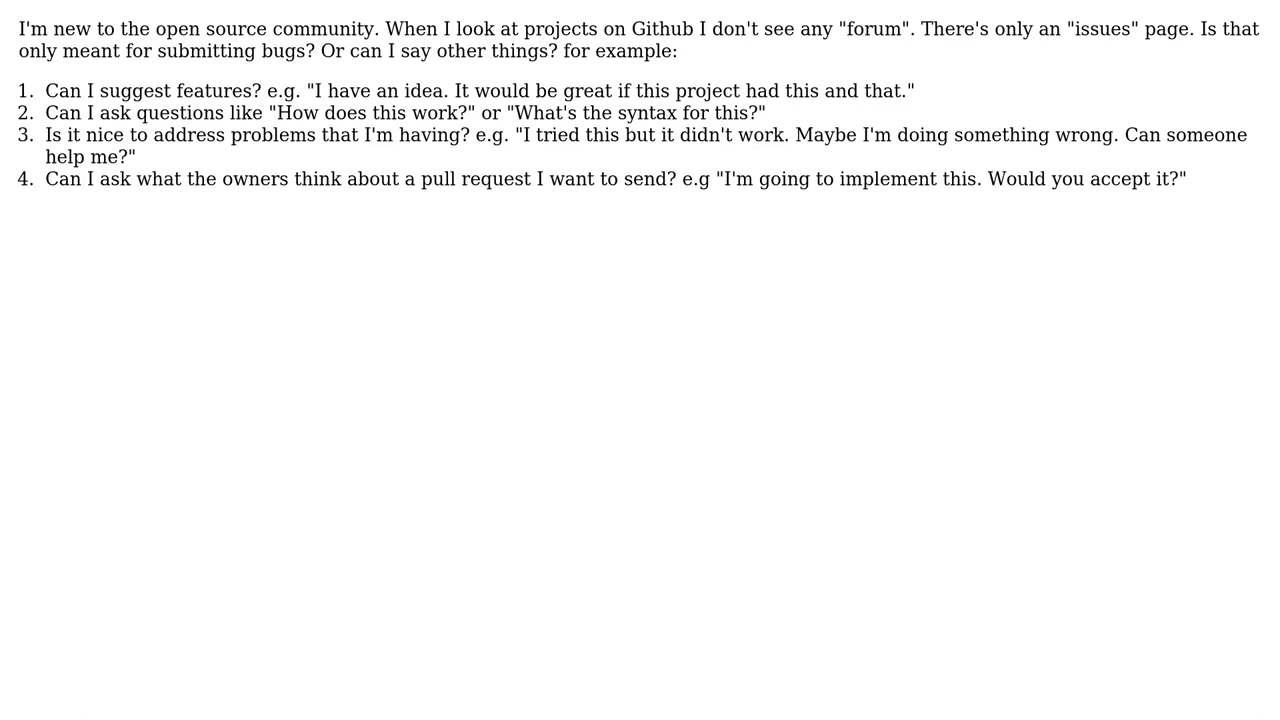 I'm new to the open source community. When I look at projects on Github I don't see any "forum". There's only an "issues" page. Is that
only meant for submitting bugs? Or can I say other things? for example:
1. Can I suggest features? e.g. "I have an idea. It would be great if this project had this and that."
2. Can I ask questions like "How does this work?" or "What's the syntax for this?"
3. Is it nice to address problems that I'm having? e.g. "I tried this but it didn't work. Maybe I'm doing something wrong. Can someone
help me?"
4. Can I ask what the owners think about a pull request I want to send? e.g "I'm going to implement this. Would you accept it?"